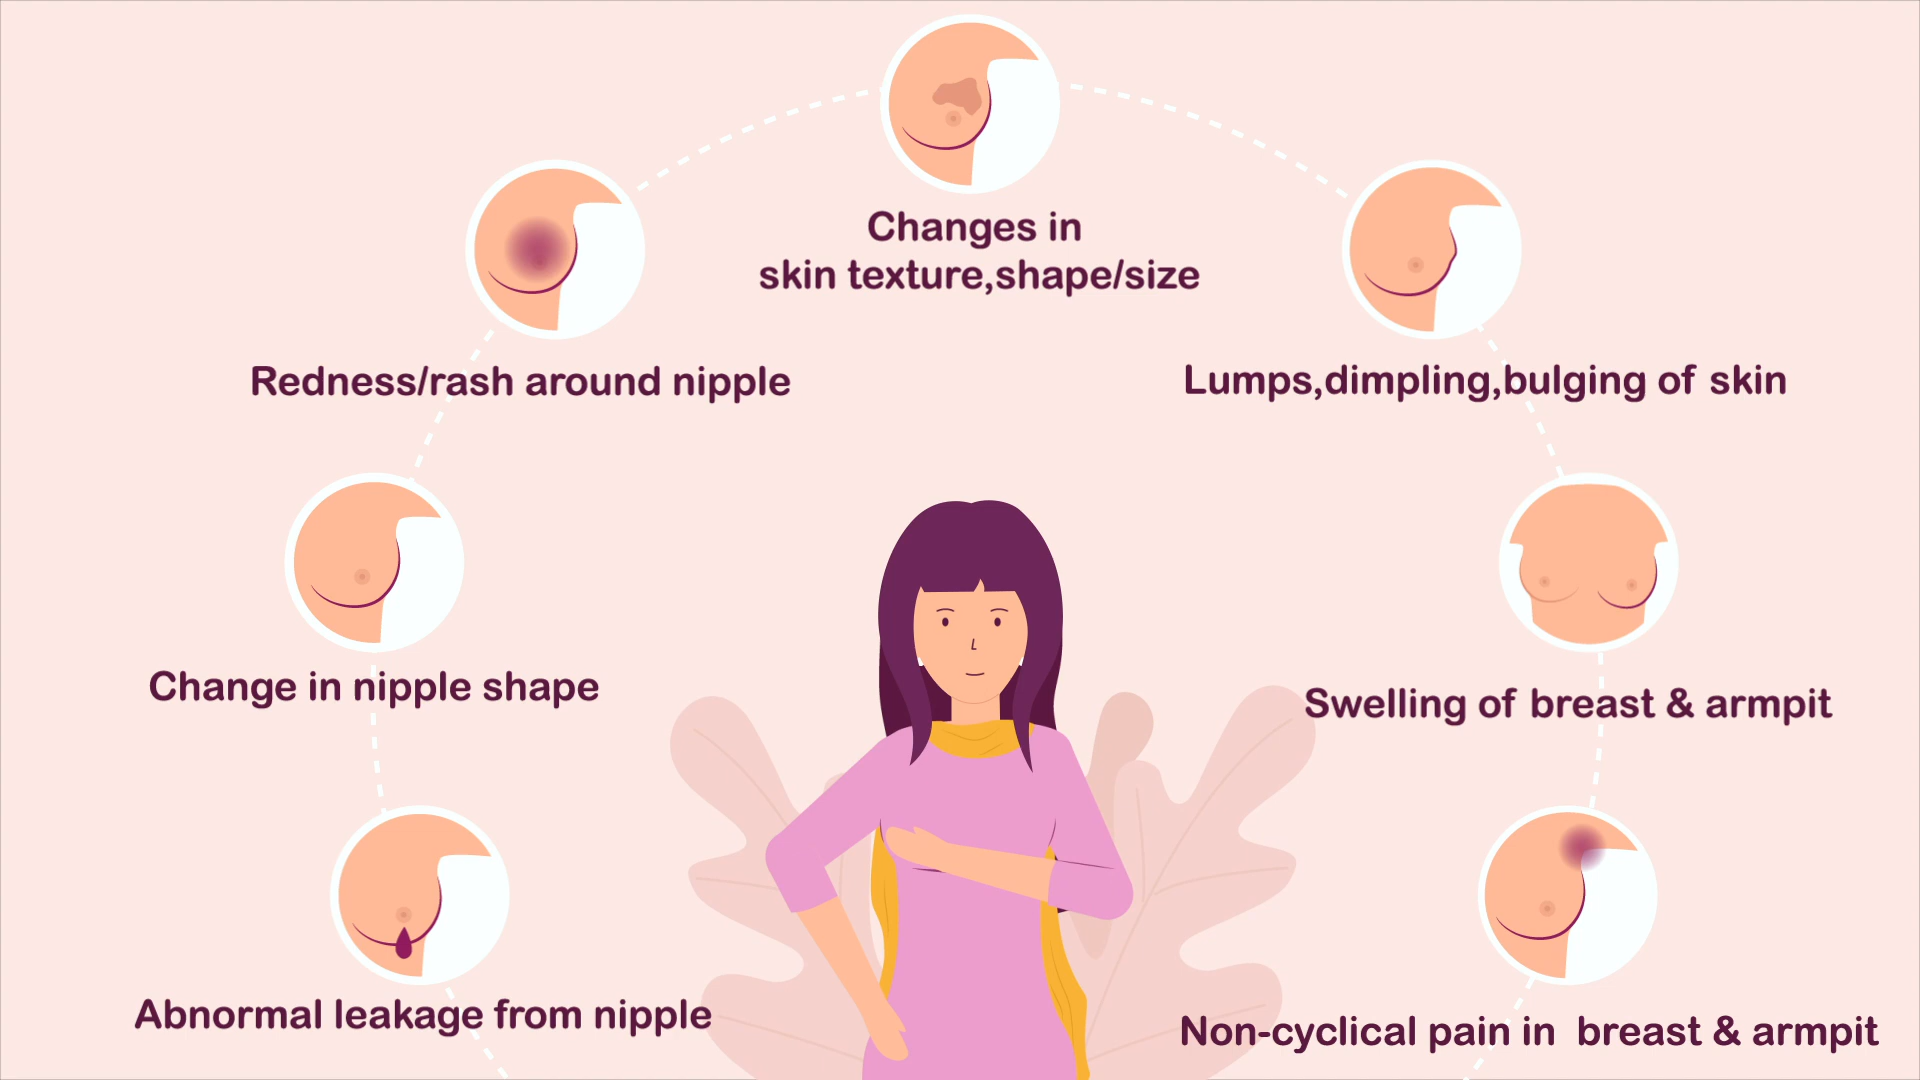 Changes in
skin texture,shape/size
Redness/rash around nipple
Lumps,dimpling,bulging of skin
Change in nipple shape
Swelling of breast & armpit
Abnormal leakage from nipple
Non-cyclical pain in breast & armpit